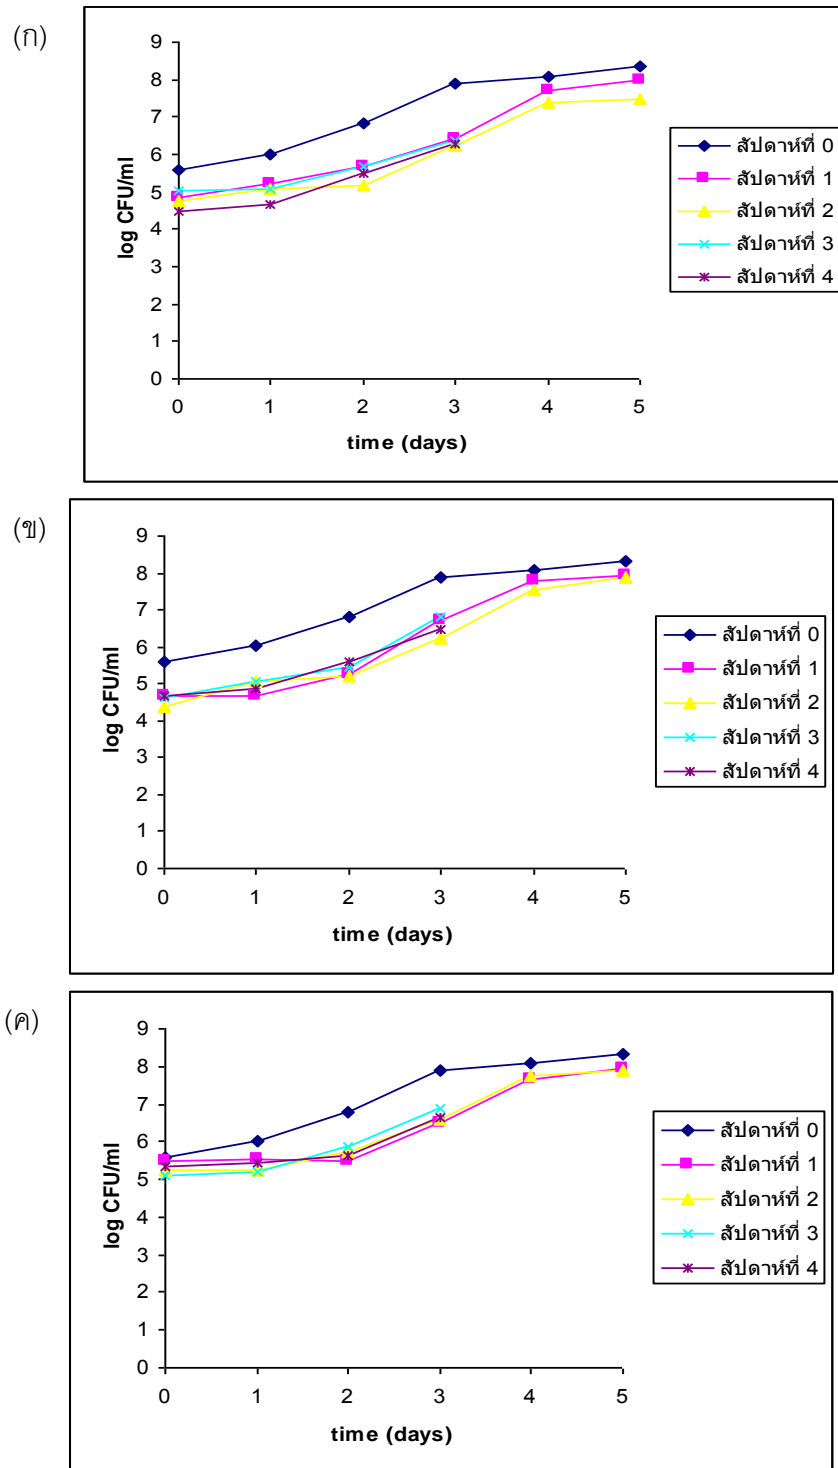 (ก)
9
8
7
6
5
4
3
2
1
0
log CFU/ml
0 1 2 3 4 5
time (days)
สัปดาห์ที่ 0
สัปดาห์ที่ 1
สัปดาห์ที่ 2
สัปดาห์ที่ 3
สัปดาห์ที่ 4
(ข)
9
8
7
6
5
4
3
2
1
0
log CFU/ml
0 1 2 3 4 5
time (days)
สัปดาห์ที่ 0
สัปดาห์ที่ 1
สัปดาห์ที่ 2
สัปดาห์ที่ 3
สัปดาห์ที่ 4
(ค)
9
8
7
6
5
4
3
2
1
0
log CFU/ml
0 1 2 3 4 5
time (days)
สัปดาห์ที่ 0
สัปดาห์ที่ 1
สัปดาห์ที่ 2
สัปดาห์ที่ 3
สัปดาห์ที่ 4